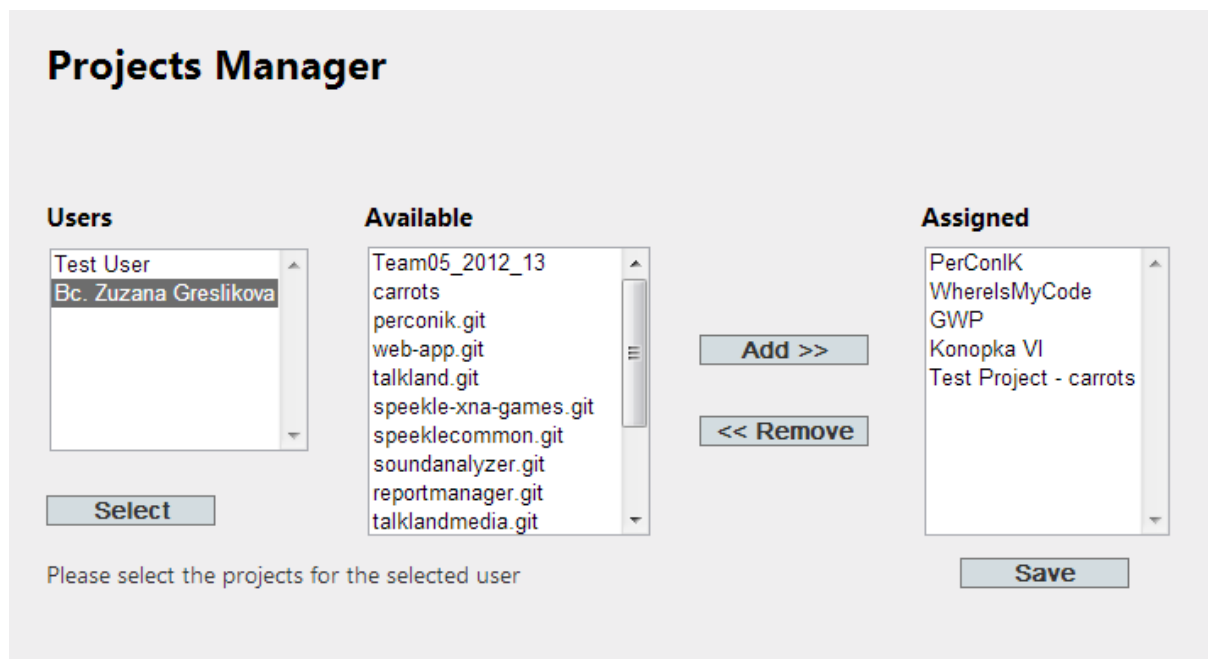 Projects Manager
Users
Test User
Bc. Zuzana Greslikova
Select
Available
Team05_2012_13
carrots
perconik.git
web-app.git
talkland.git
speekle-xna-games.git
speeklecommon.git
soundanalyzer.git
reportmanager.git
talklandmedia.git
Add >>
<< Remove
Assigned
PerConIK
WhereIsMyCode
GWP
Konopka VI
Test Project - carrots
Save
Please select the projects for the selected user